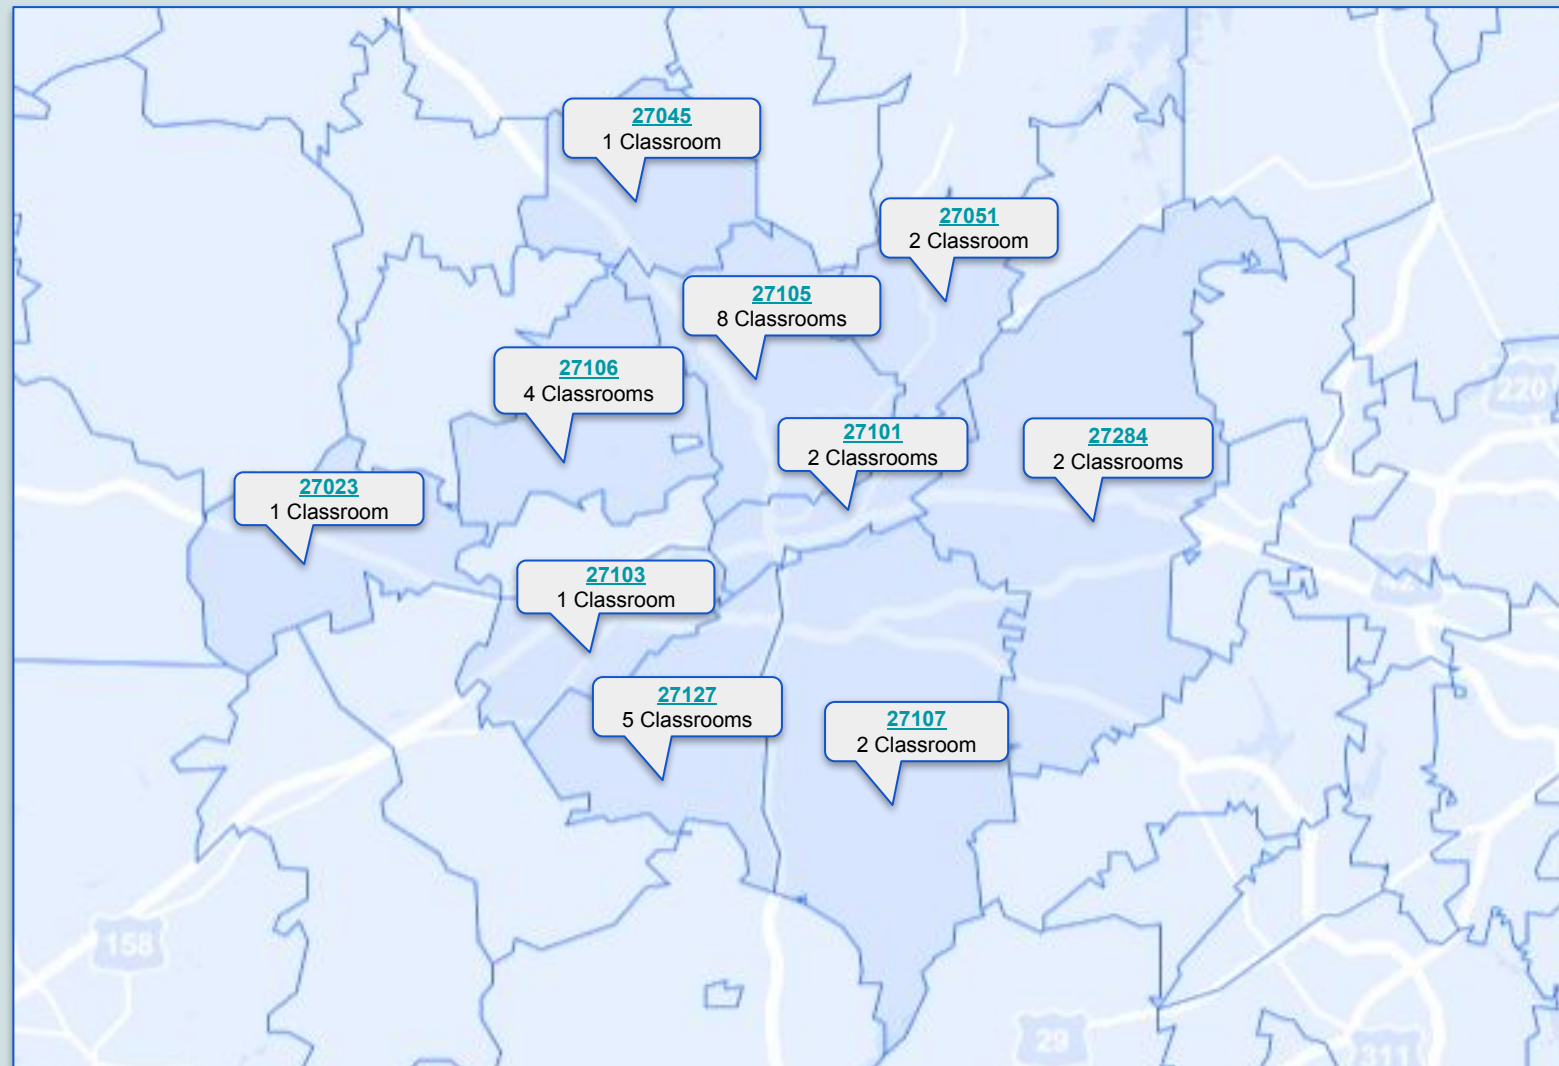 27045
1 Classroom
27051
2 Classroom
27105
8 Classrooms
27106
4 Classrooms
220
27101
2 Classrooms
27284
2 Classrooms
27023
1 Classroom
27103
1 Classroom
27127
5 Classrooms
27107
2 Classroom
158
29
311